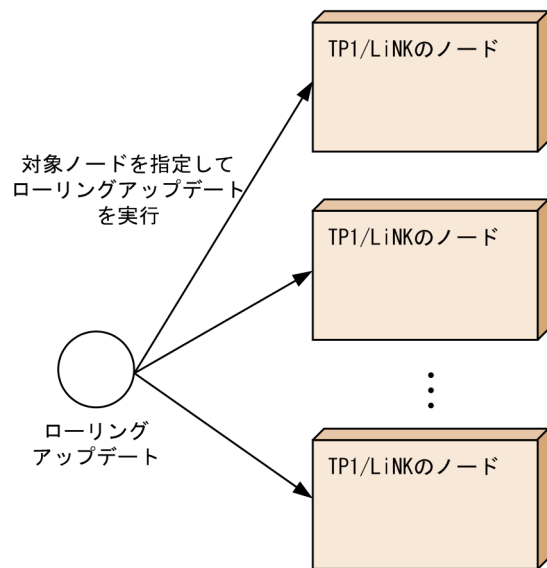 TP1/LiNKのノード
対象ノードを指定して
ローリングアップデート
を実行
TP1/LiNKのノード
ローリング
アップデート
TP1/LiNKのノード